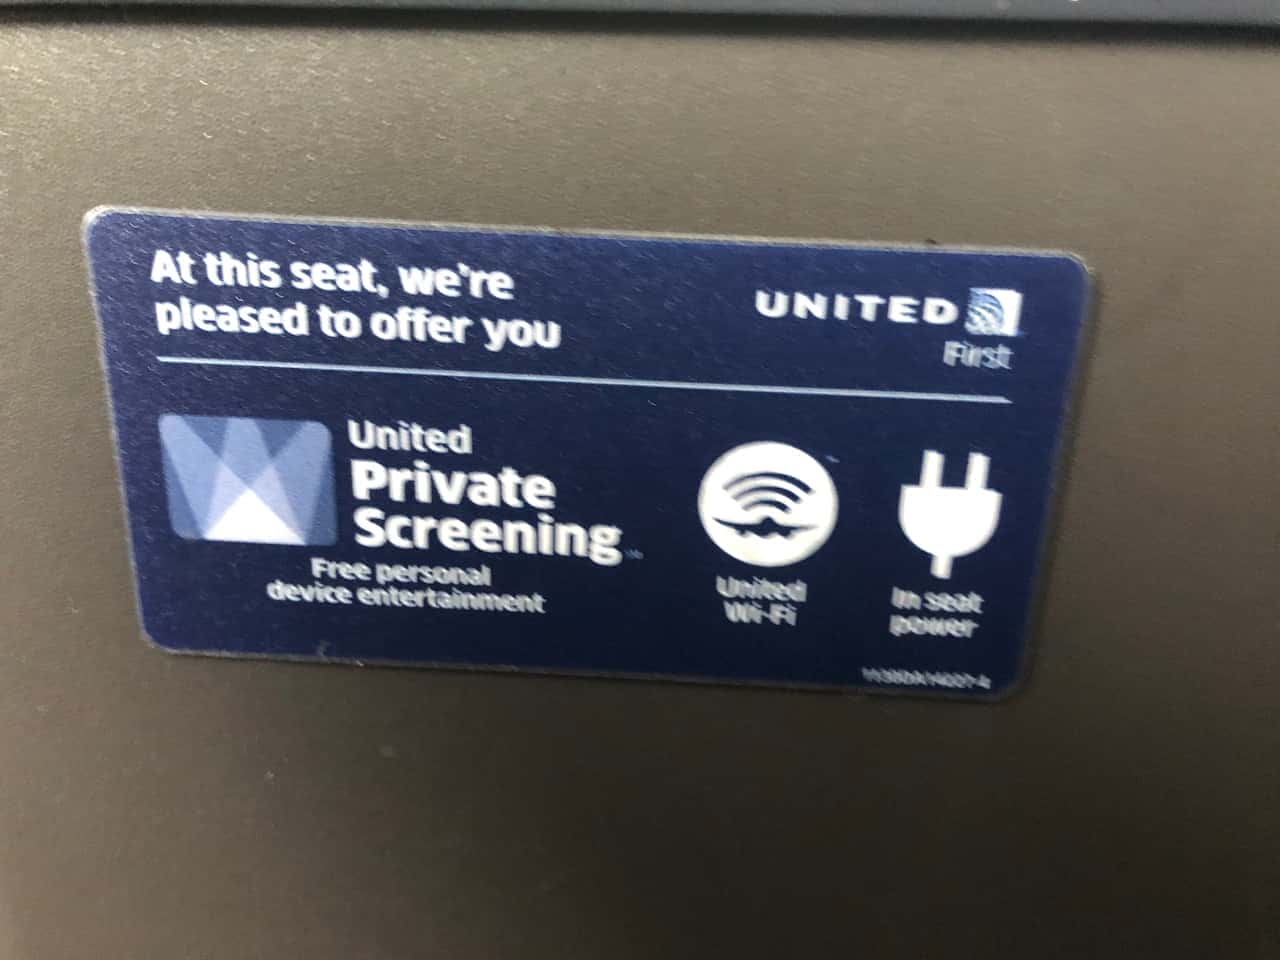 At this seat, we're
pleased to offer you
UNITED
First
United
Private
Screening
Free personal
device entertainment
United
Wi-Fi
In seat
power